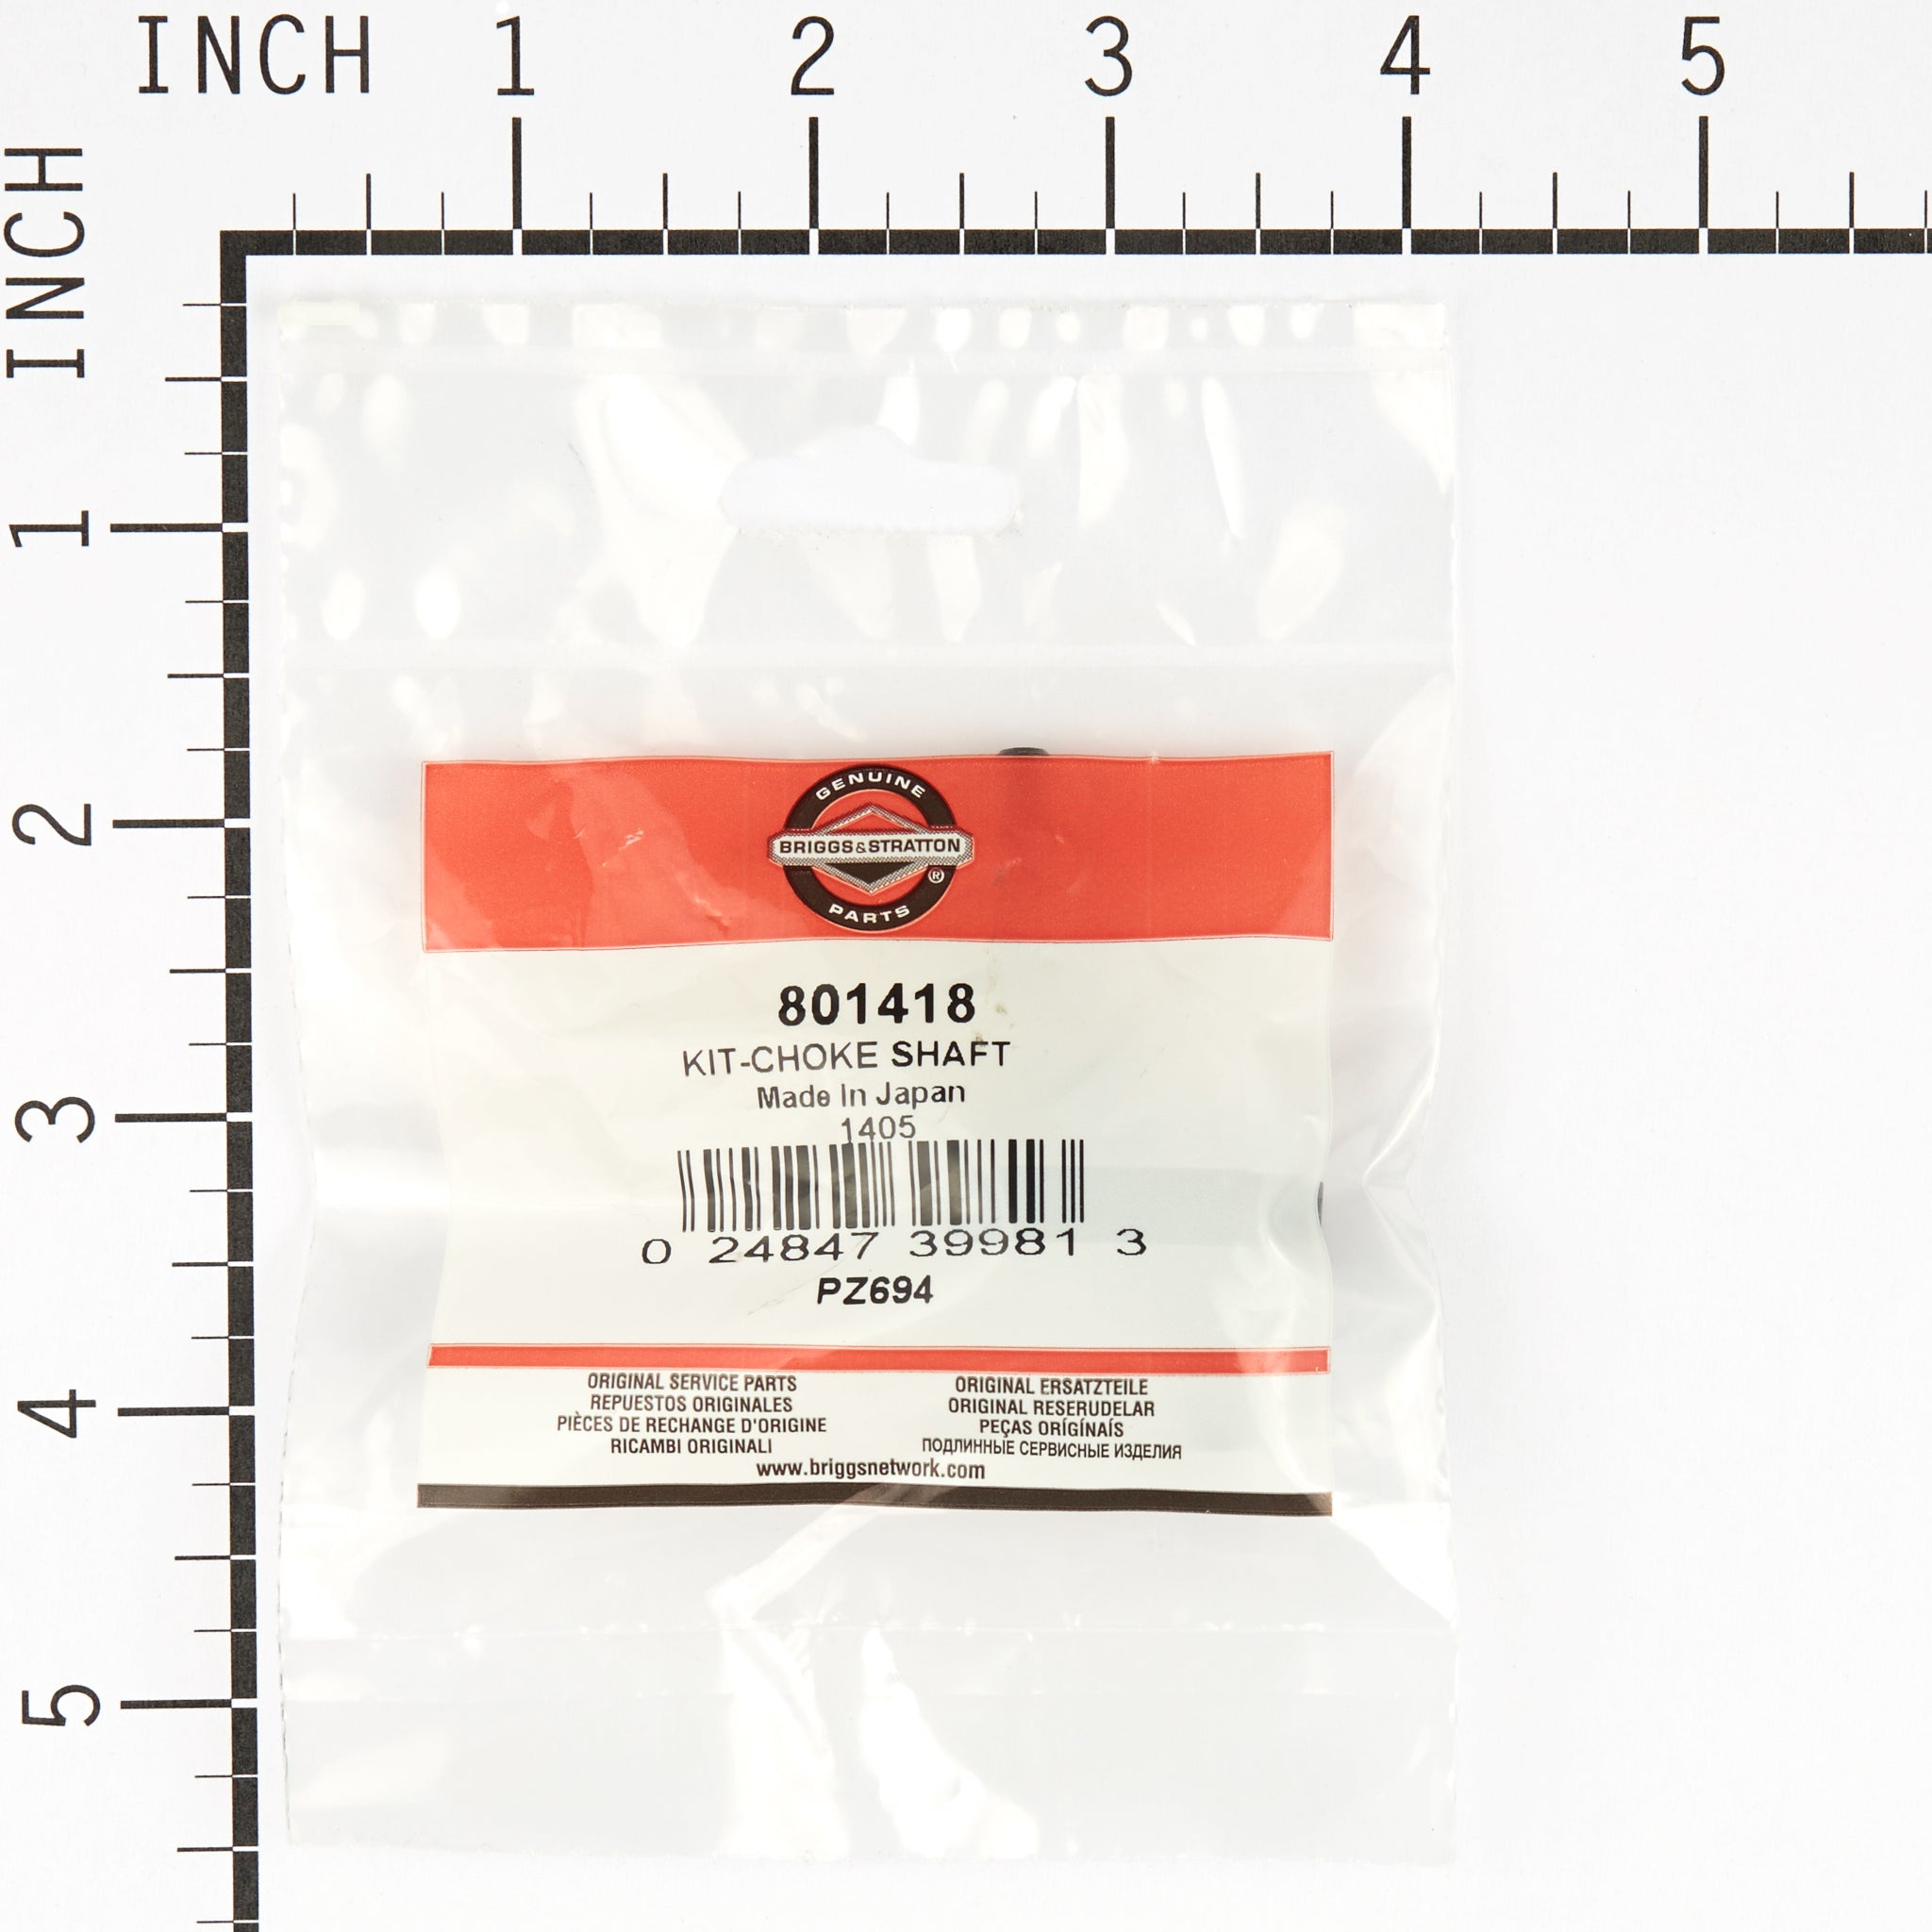 INCH 1 2 3 4 5
INCH 1 2 3 4 5
GENUINE
BRIGGS&STRATTON
®
PARTS
801418
KIT-CHOKE SHAFT
Made In Japan
1405
0 24847 39981 3
PZ694
ORIGINAL SERVICE PARTS
REPUESTOS ORIGINALES
PIÈCES DE RECHANGE D'ORIGINE
RICAMBI ORIGINALI
ORIGINAL ERSATZTEILE
ORIGINAL RESERUDELAR
PEÇAS ORÍGÍNAÍS
ПОДЛИННЫЕ СЕРВИСНЫЕ ИЗДЕЛИЯ
www.briggsnetwork.com